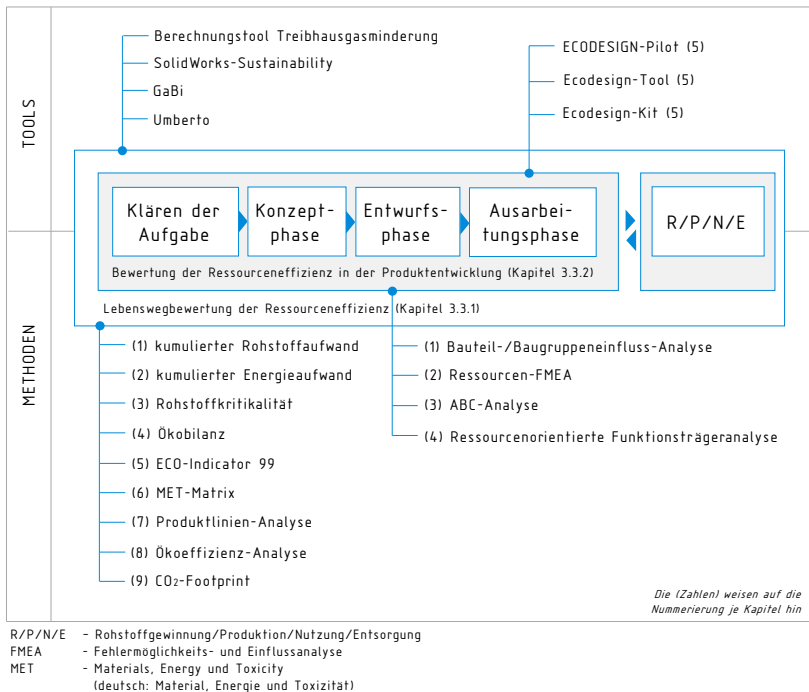 TOOLS
Berechnungstool Treibhausgasminderung
SolidWorks-Sustainability
GaBi
Umberto
ECODESIGN-Pilot (5)
Ecodesign-Tool (5)
Ecodesign-Kit (5)
Klären der
Aufgabe
Konzept-
phase
Entwurfs-
phase
Ausarbei-
tungsphase
R/P/N/E
Bewertung der Ressourceneffizienz in der Produktentwicklung (Kapitel 3.3.2)
Lebenswegbewertung der Ressourceneffizienz (Kapitel 3.3.1)
METHODEN
(1) kumulierter Rohstoffaufwand
(2) kumulierter Energieaufwand
(3) Rohstoffkritikalität
(4) Ökobilanz
(5) ECO-Indicator 99
(6) MET-Matrix
(7) Produktlinien-Analyse
(8) Ökoeffizienz-Analyse
(9) CO2-Footprint
(1) Bauteil-/Baugruppeneinfluss-Analyse
(2) Ressourcen-FMEA
(3) ABC-Analyse
(4) Ressourcenorientierte Funktionsträgeranalyse
Die (Zahlen) weisen auf die
Nummerierung je Kapitel hin
R/P/N/E - Rohstoffgewinnung/Produktion/Nutzung/Entsorgung
FMEA - Fehlermöglichkeits- und Einflussanalyse
MET - Materials, Energy und Toxicity
(deutsch: Material, Energie und Toxizität)